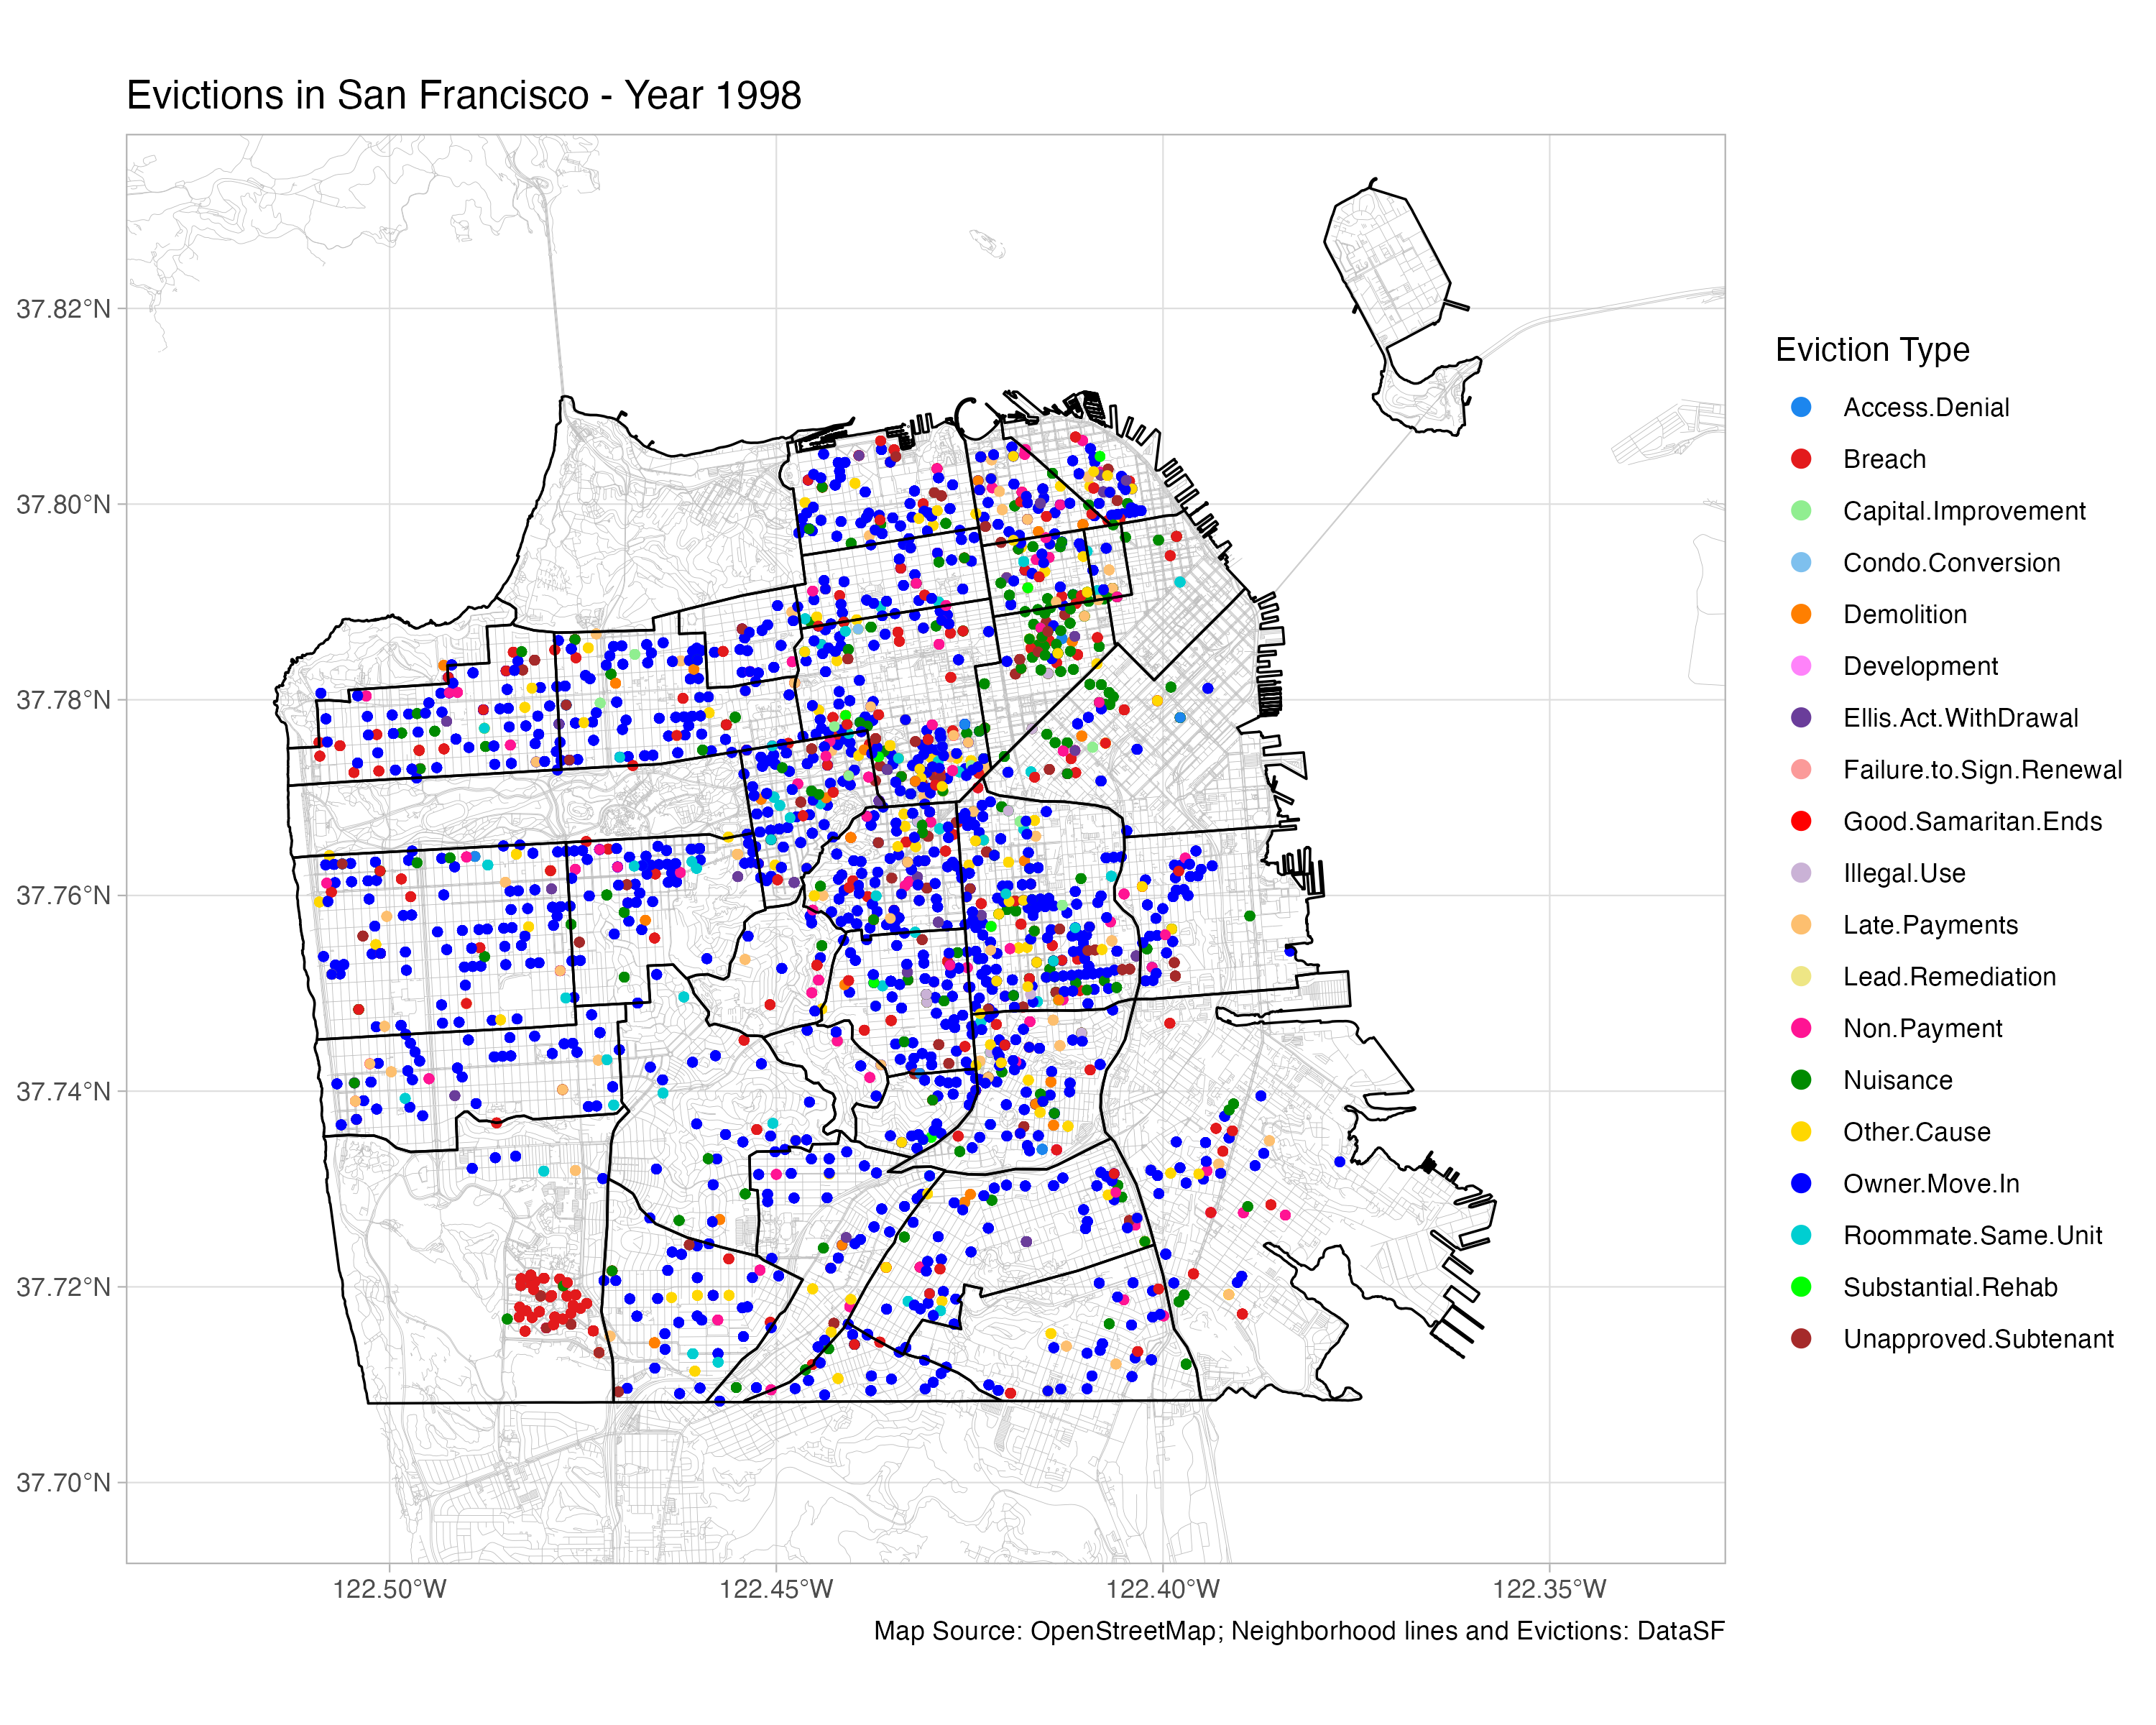 Evictions in San Francisco - Year 1998
37.82°N
37.80°N
37.78°N
37.76°N
37.74°N
37.72°N
37.70°N
122.50°W
122.45°W
122.40°W
122.35°W
Eviction Type
Access.Denial
Breach
Capital.Improvement
Condo.Conversion
Demolition
Development
Ellis.Act.WithDrawal
Failure.to.Sign.Renewal
Good.Samaritan.Ends
Illegal.Use
Late.Payments
Lead.Remediation
Non.Payment
Nuisance
Other.Cause
Owner.Move.In
Roommate.Same.Unit
Substantial.Rehab
Unapproved.Subtenant
Map Source: OpenStreetMap; Neighborhood lines and Evictions: DataSF